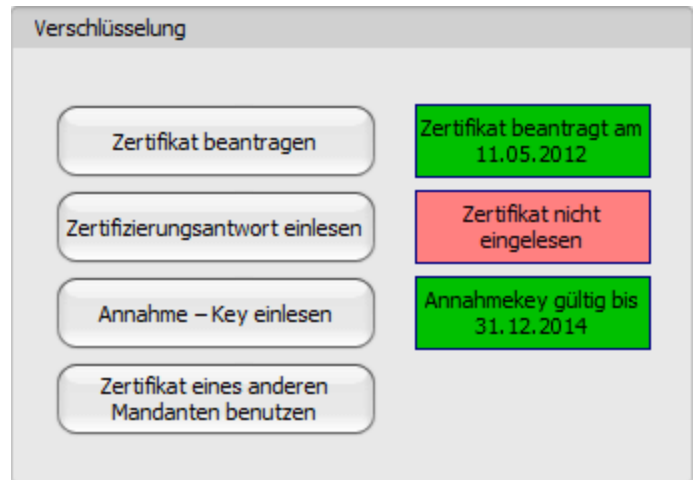 Verschlüsselung
Zertifikat beantragen
Zertifikat beantragt am
11.05.2012
Zertifizierungsantwort einlesen
Zertifikat nicht
eingelesen
Annahme – Key einlesen
Annahmekey gültig bis
31.12.2014
Zertifikat eines anderen
Mandanten benutzen